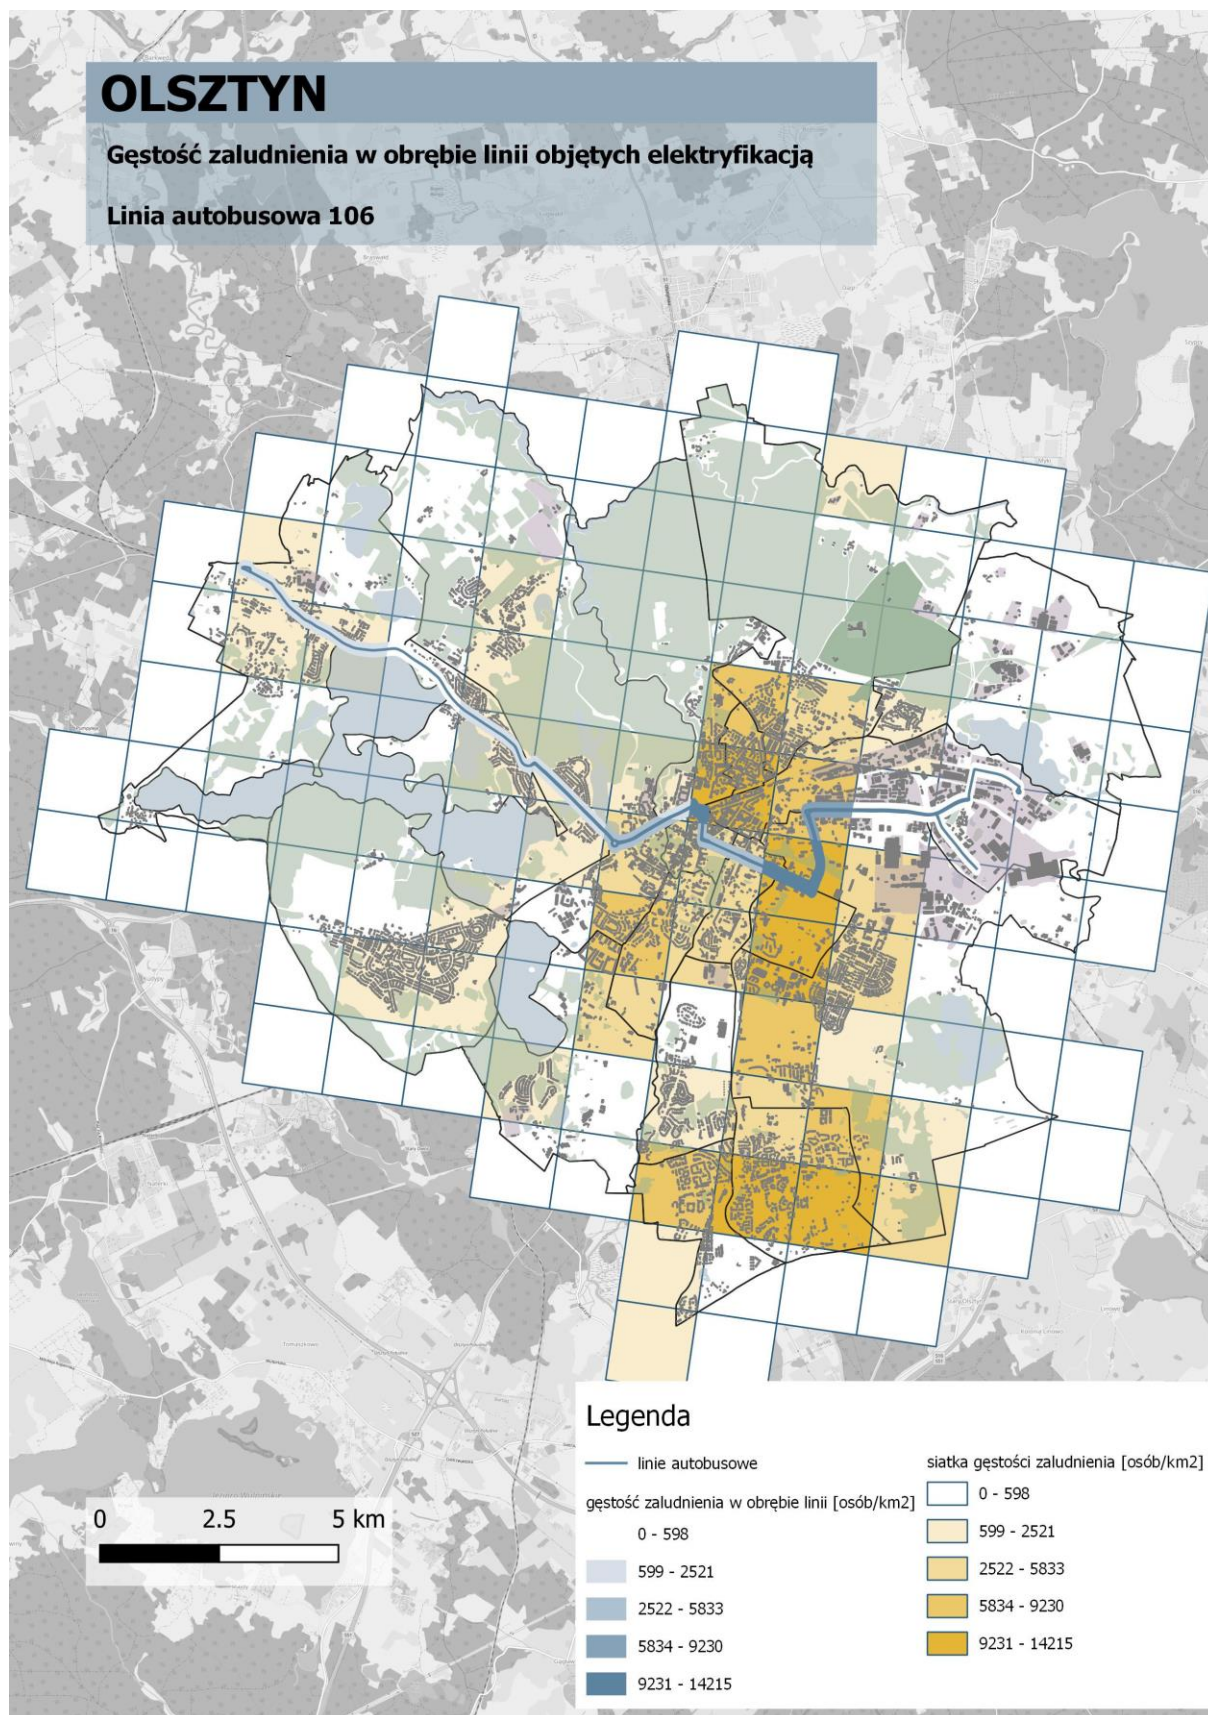 OLSZTYN
Gęstość zaludnienia w obrębie linii objętych elektryfikacją
Linia autobusowa 106
Legenda
linie autobusowe
gęstość zaludnienia w obrębie linii [osób/km2]
0 - 598
599 - 2521
2522 - 5833
5834 - 9230
9231 - 14215
siatka gęstości zaludnienia [osób/km2]
0 - 598
599 - 2521
2522 - 5833
5834 - 9230
9231 - 14215
0 2.5 5 km